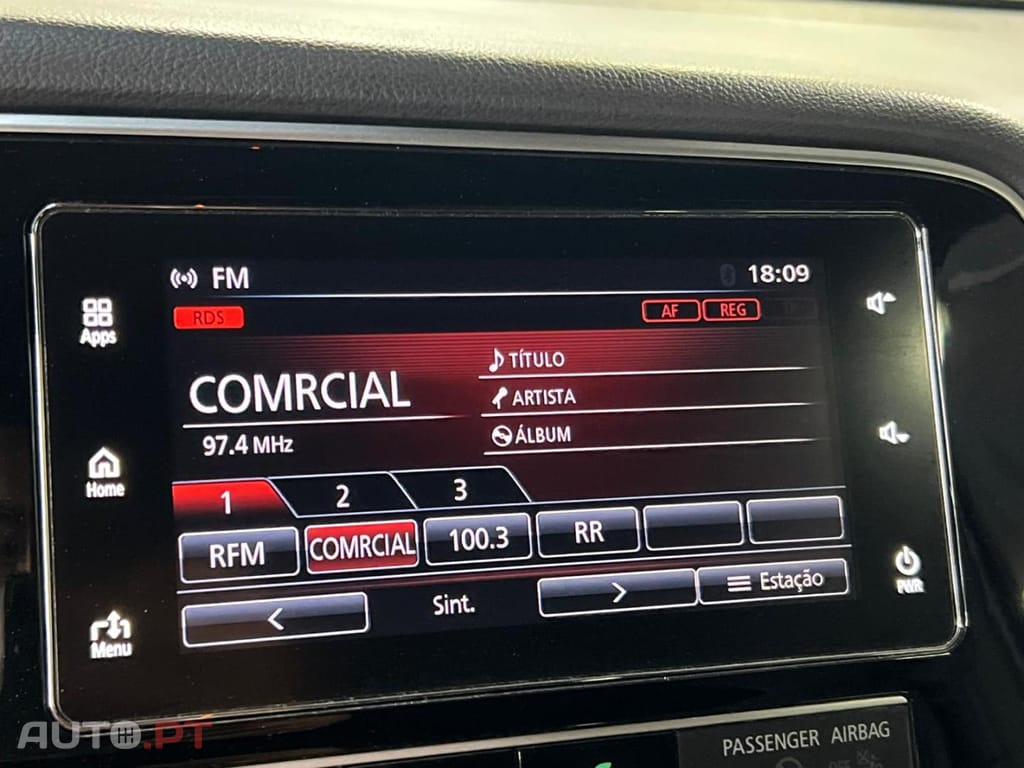 FM 18:09
RDS AF REG
Apps
TÍTULO
COMRCIAL
ARTISTA
97.4 MHz
ÁLBUM
Home
1 2 3
RFM COMRCIAL 100.3 RR
< Sint. > Estação
PWR
Menu
AUTO.PT
PASSENGER AIRBAG
OFF